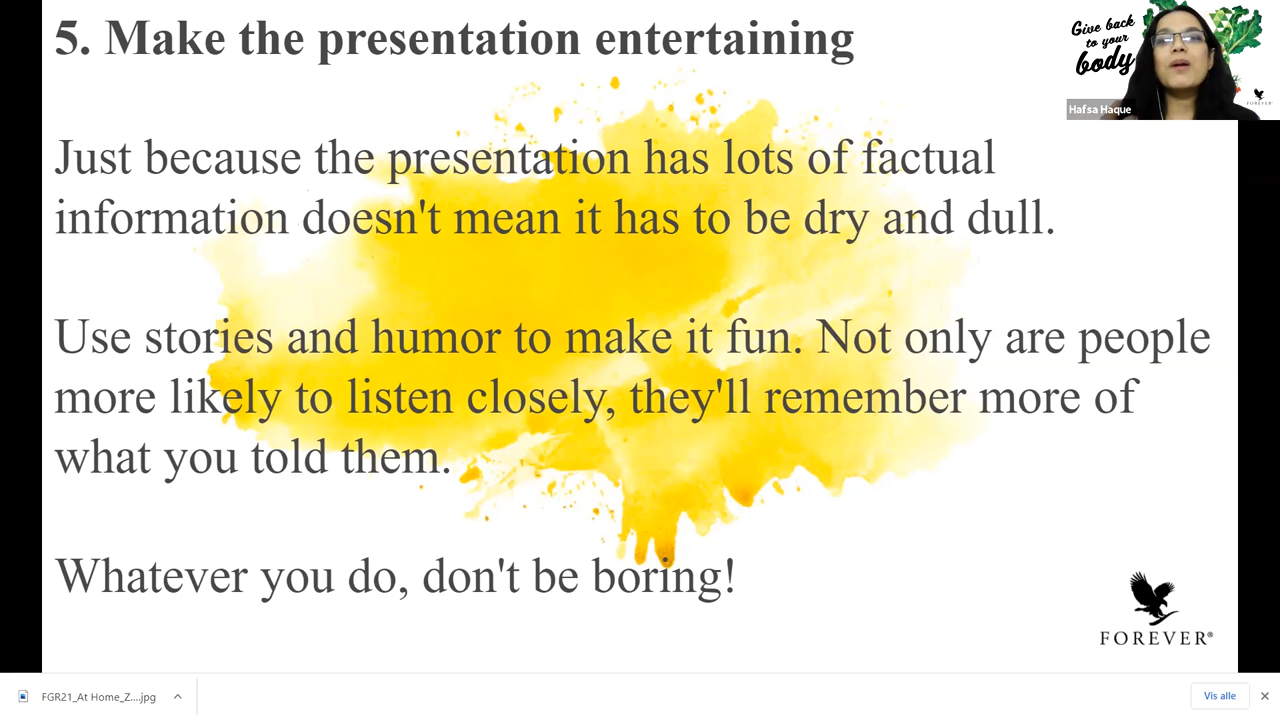 5. Make the presentation entertaining
Give back
to your
body
Hafsa Haque
FOREVER
Just because the presentation has lots of factual
information doesn't mean it has to be dry and dull.
Use stories and humor to make it fun. Not only are people
more likely to listen closely, they'll remember more of
what you told them.
Whatever you do, don't be boring!
FOREVER®
FGR21_At Home_Z....jpg
Vis alle